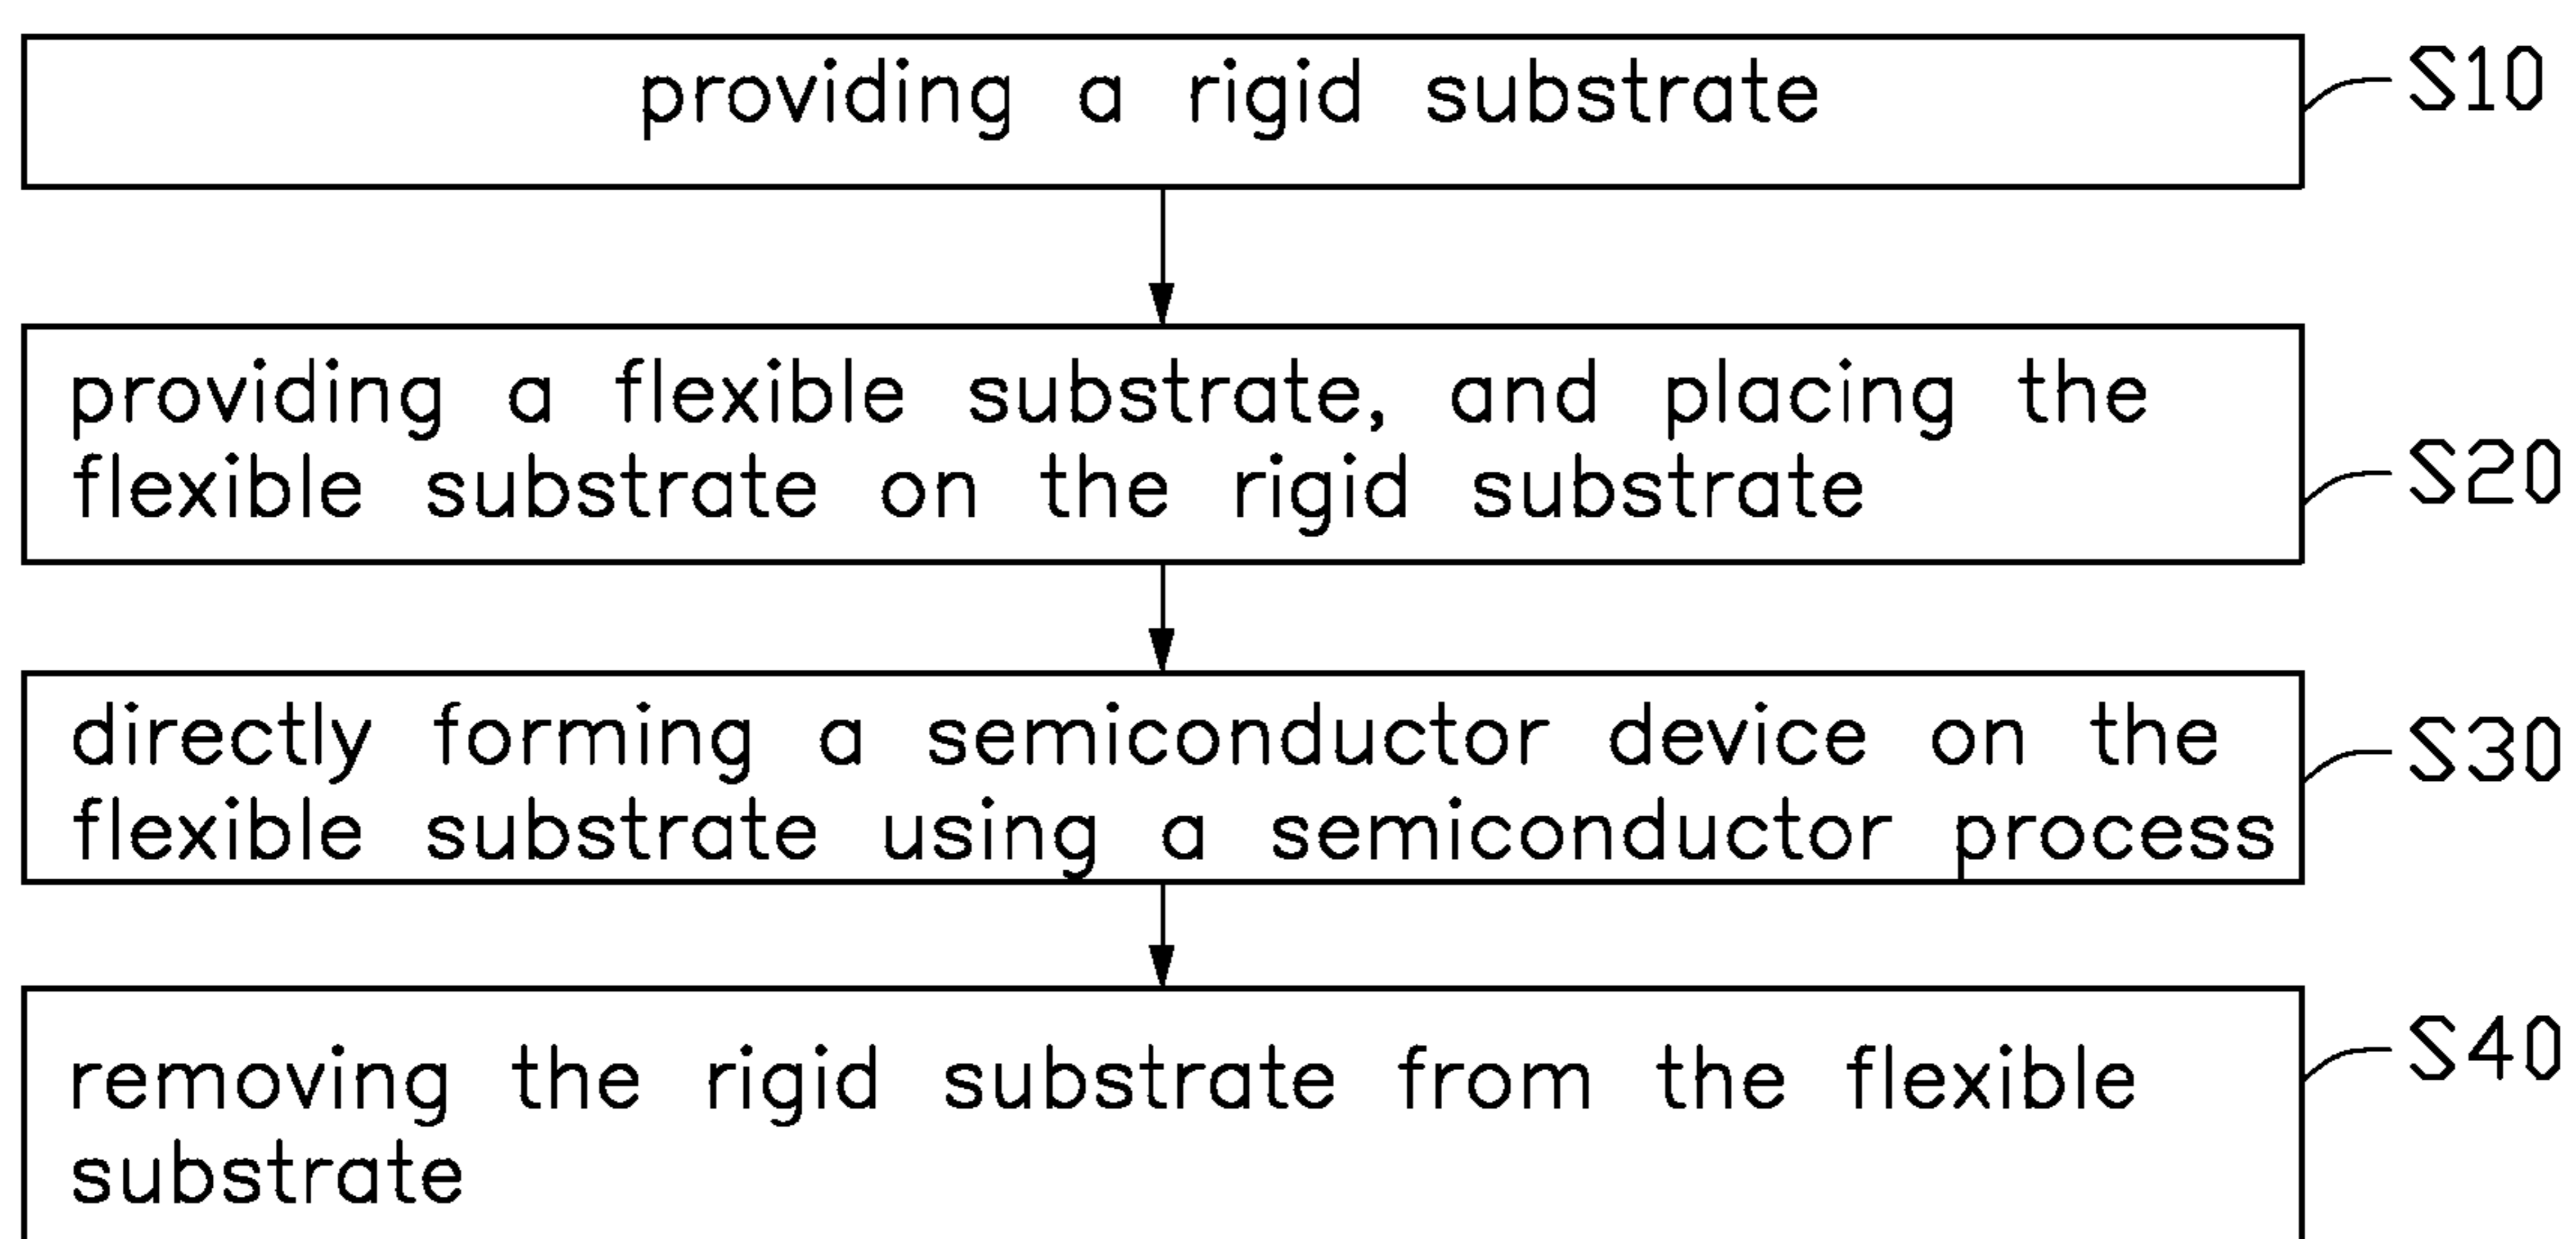 providing a rigid substrate
S10
providing a flexible substrate, and placing the
flexible substrate on the rigid substrate
S20
directly forming a semiconductor device on the
flexible substrate using a semiconductor process
S30
removing the rigid substrate from the flexible
substrate
S40